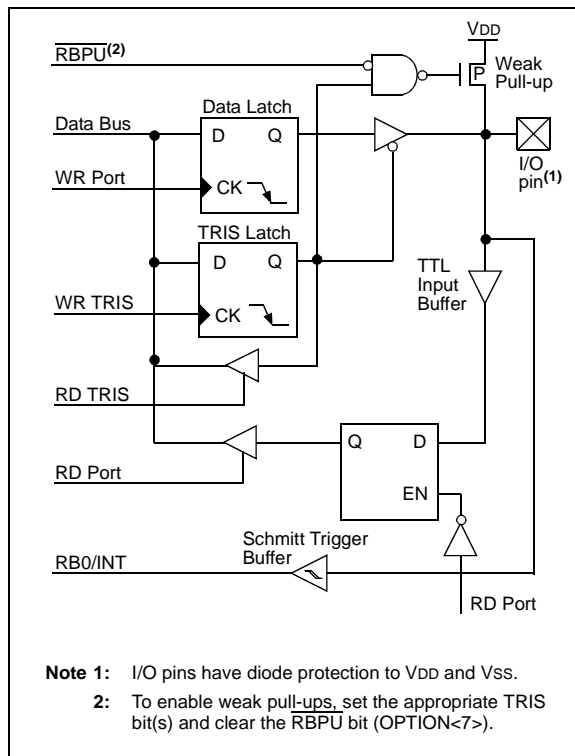 VDD
RBPU(2)
P
Weak
Pull-up
Data Latch
Data Bus
D Q
I/O
pin(1)
WR Port
CK
TRIS Latch
D Q
TTL
Input
Buffer
WR TRIS
CK
RD TRIS
Q D
RD Port
EN
Schmitt Trigger
Buffer
RB0/INT
RD Port
Note 1: I/O pins have diode protection to VDD and VSS.
2: To enable weak pull-ups, set the appropriate TRIS
bit(s) and clear the RBPU bit (OPTION<7>).